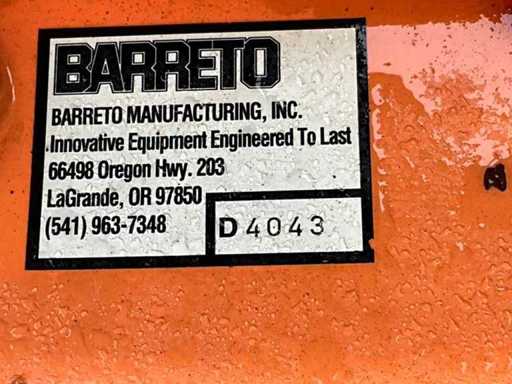 BARRETO
BARRETO MANUFACTURING, INC.
Innovative Equipment Engineered To Last
66498 Oregon Hwy. 203
LaGrande, OR 97850
(541) 963-7348
D4043